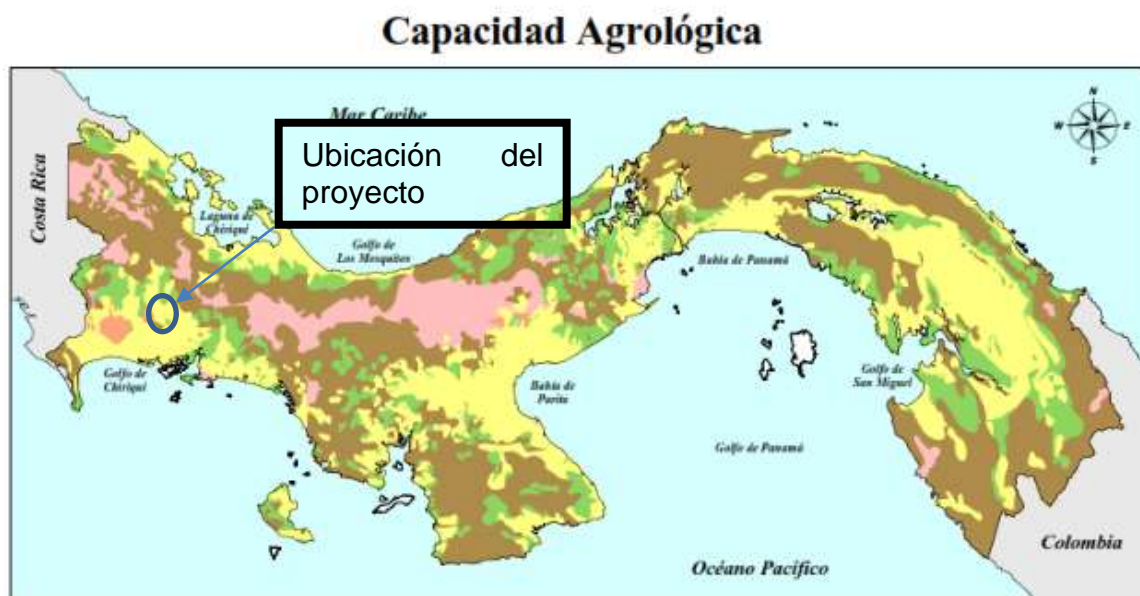 Capacidad Agrológica
N
W E
S
Mar Caribe
Ubicación del
proyecto
Costa Rica
Laguna de
Chiriquí
Golfo de
Los Mosquitos
Bahía de Panamá
Golfo de
Chiriquí
Bahía de
Parita
Golfo de
San Miguel
Golfo de Panamá
Colombia
Océano Pacífico